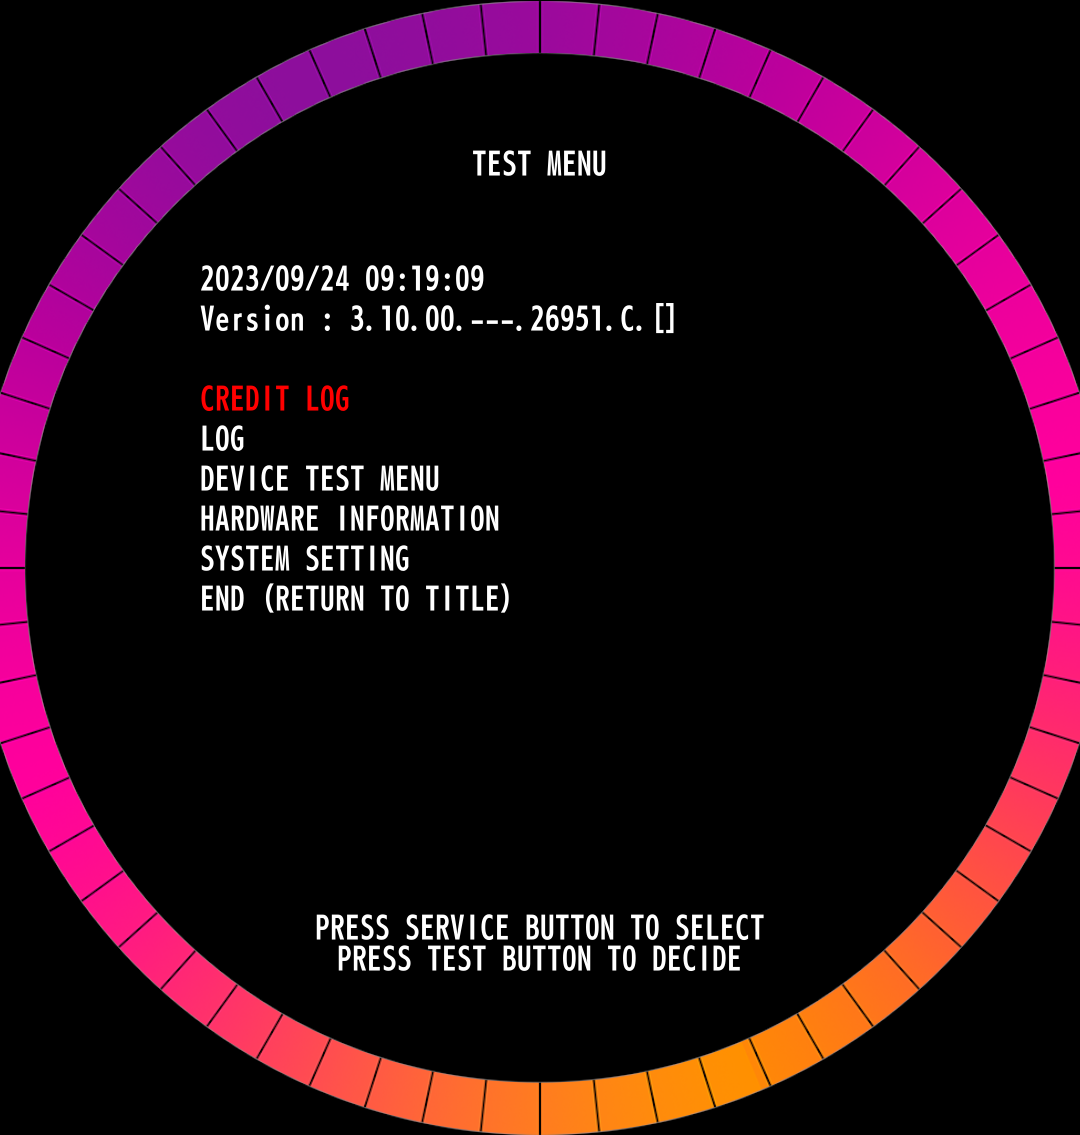 TEST MENU
2023/09/24 09:19:09
Version : 3.10.00.---.26951.C.[]
CREDIT LOG
LOG
DEVICE TEST MENU
HARDWARE INFORMATION
SYSTEM SETTING
END (RETURN TO TITLE)
PRESS SERVICE BUTTON TO SELECT
PRESS TEST BUTTON TO DECIDE